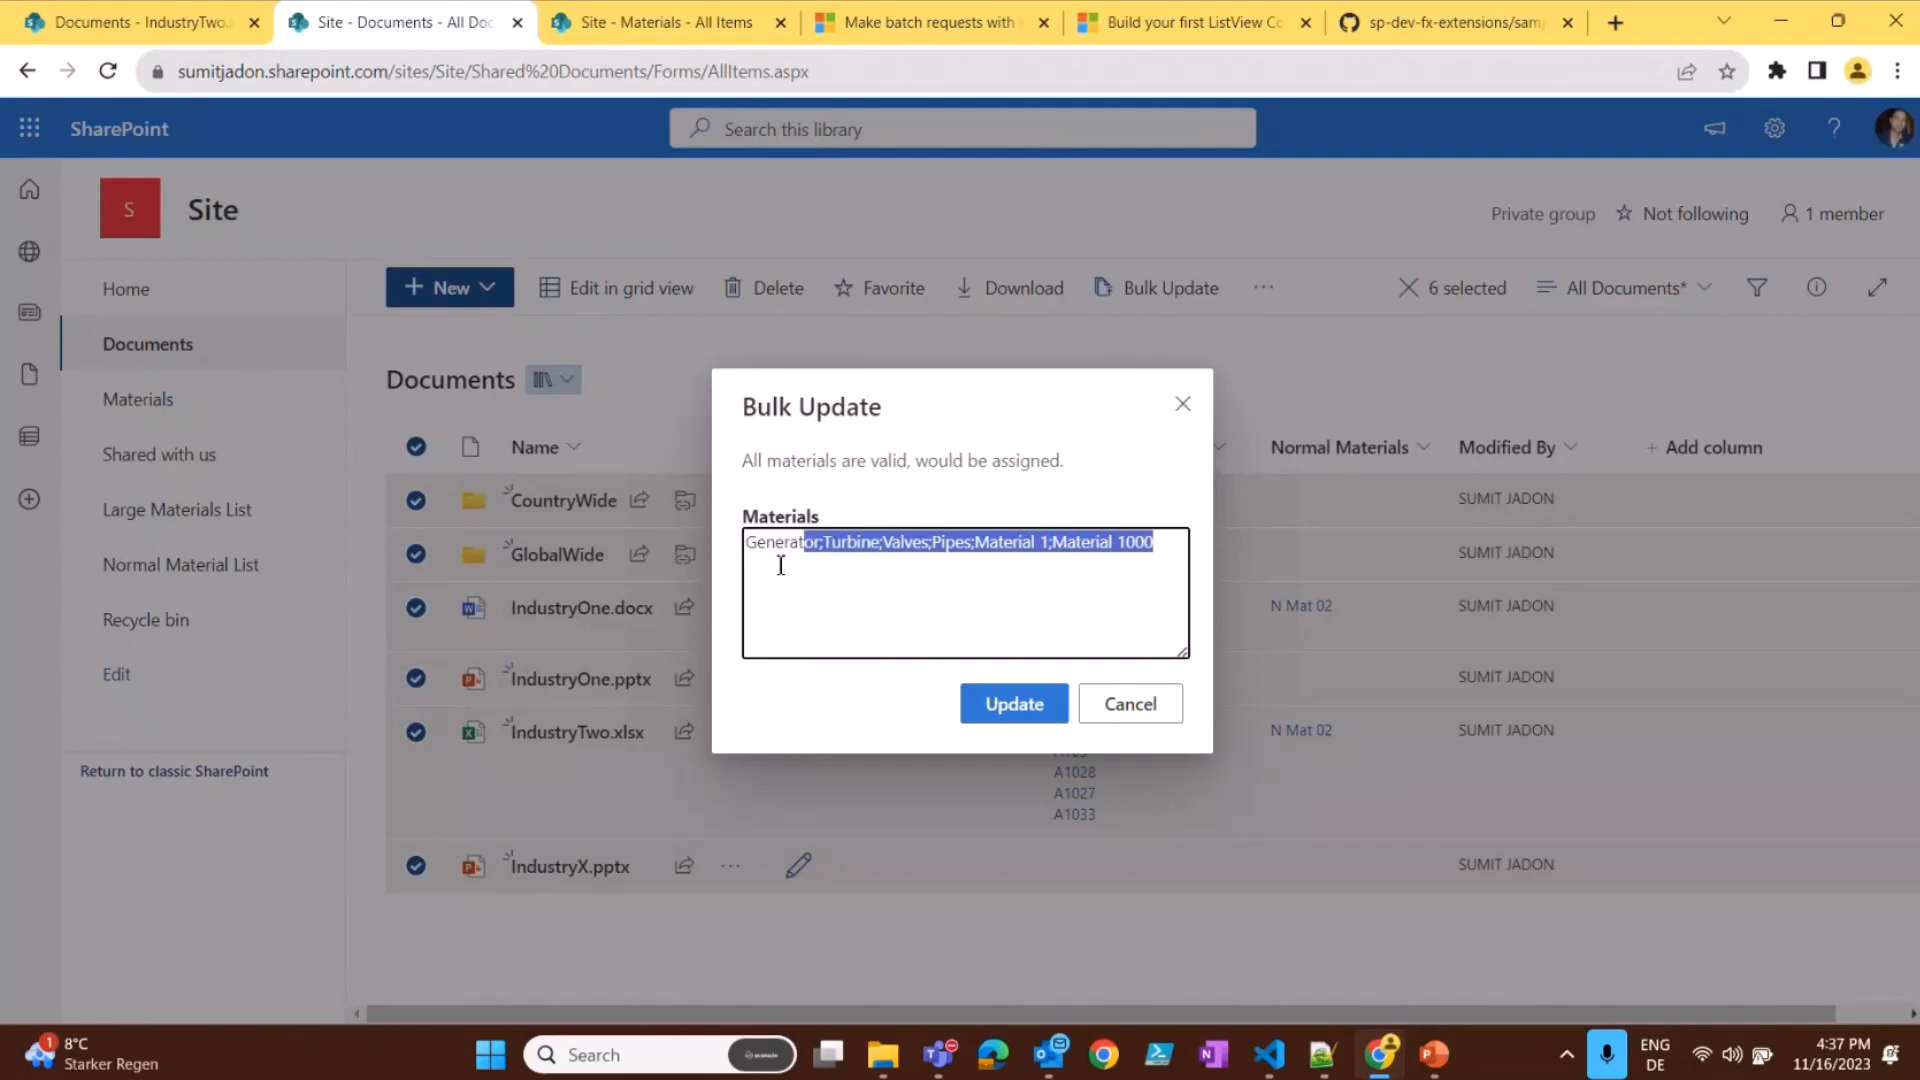 Documents - IndustryTwo.
Site - Documents - All Doc
Site - Materials - All Items
Make batch requests with
Build your first ListView Co
sp-dev-fx-extensions/sam
sumitjadon.sharepoint.com/sites/Site/Shared%20Documents/Forms/AllItems.aspx
SharePoint
Search this library
S
Site
Private group
Not following
1 member
Home
Documents
Materials
Shared with us
Large Materials List
Normal Material List
Recycle bin
Edit
Return to classic SharePoint
+ New
Edit in grid view
Delete
Favorite
Download
Bulk Update
6 selected
All Documents*
Documents
Name
Normal Materials
Modified By
+ Add column
CountryWide
SUMIT JADON
GlobalWide
SUMIT JADON
IndustryOne.docx
N Mat 02
SUMIT JADON
IndustryOne.pptx
SUMIT JADON
IndustryTwo.xlsx
N Mat 02
SUMIT JADON
A1028
A1027
A1033
IndustryX.pptx
SUMIT JADON
Bulk Update
All materials are valid, would be assigned.
Materials
Generator;Turbine;Valves;Pipes;Material 1;Material 1000
Update
Cancel
1
8°C
Starker Regen
Search
ENG
DE
4:37 PM
11/16/2023